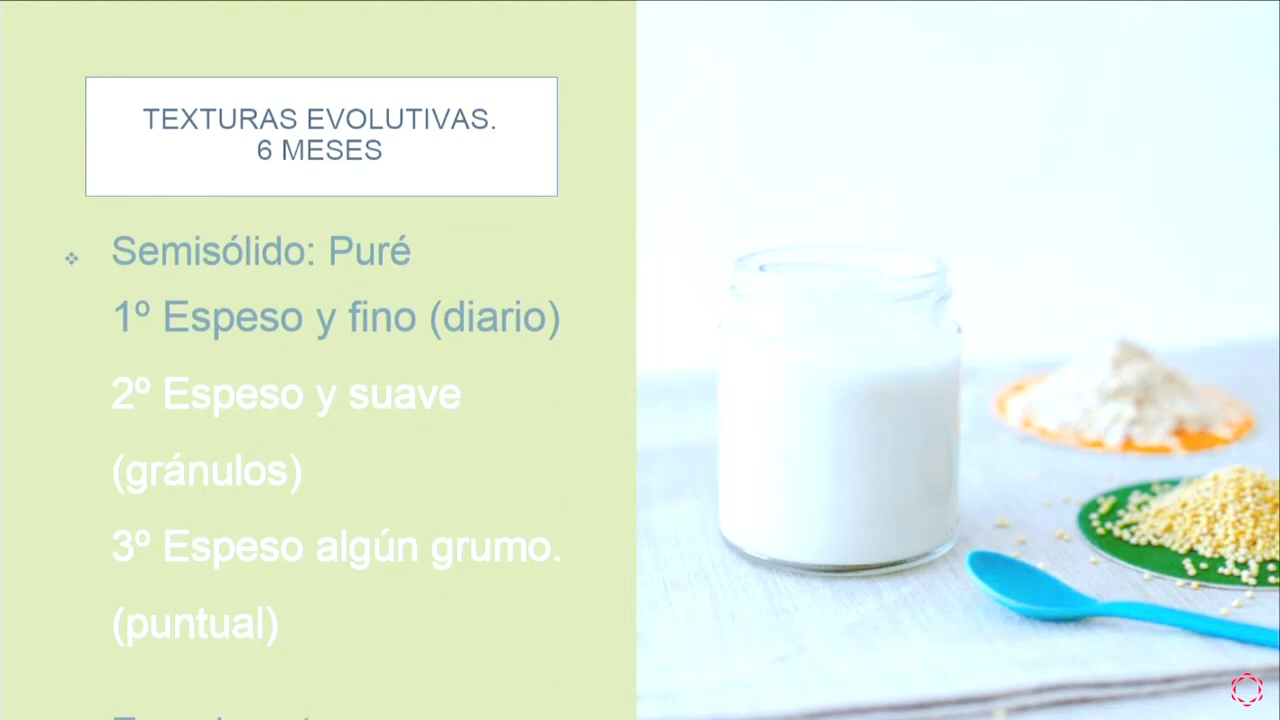 TEXTURAS EVOLUTIVAS.
6 MESES
❖ Semisólido: Puré
1º Espeso y fino (diario)
2º Espeso y suave
(gránulos)
3º Espeso algún grumo.
(puntual)